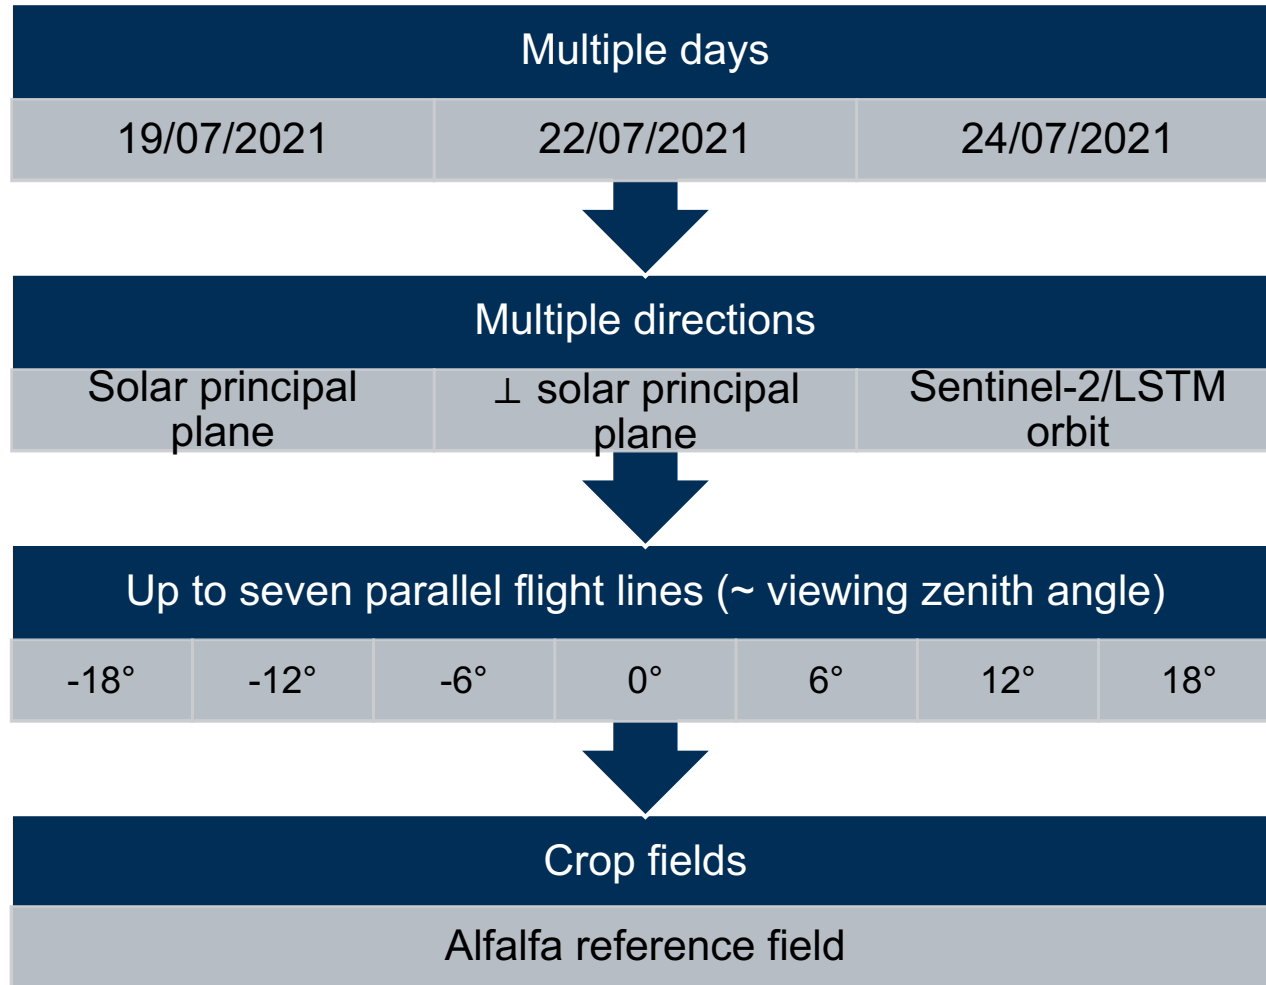 Multiple days
19/07/2021 22/07/2021 24/07/2021
Multiple directions
Solar principal
plane
⊥ solar principal
plane
Sentinel-2/LSTM
orbit
Up to seven parallel flight lines (~ viewing zenith angle)
-18° -12° -6° 0° 6° 12° 18°
Crop fields
Alfalfa reference field